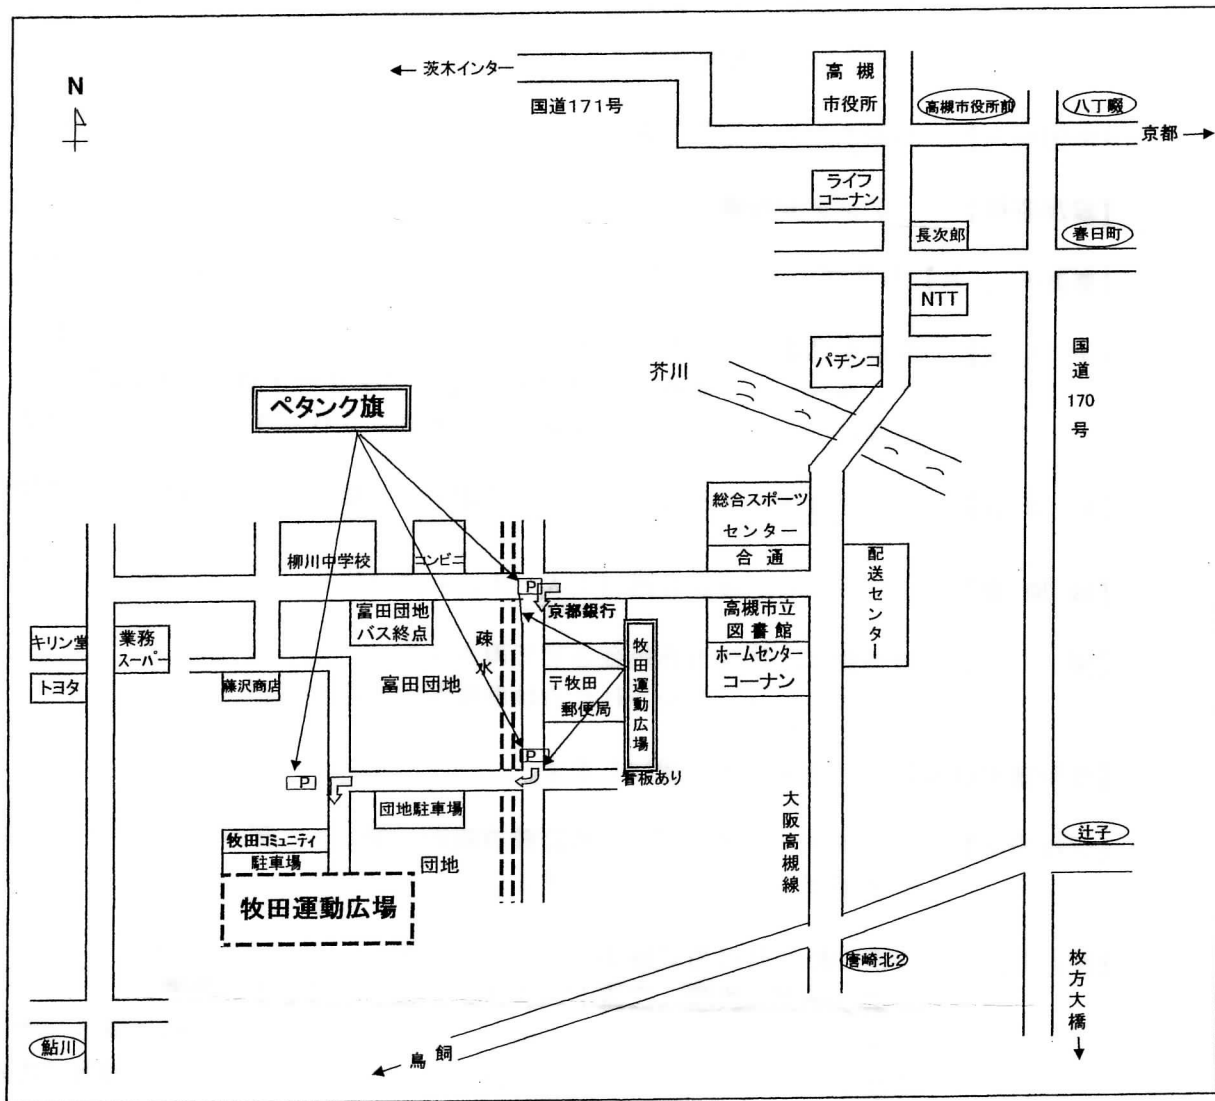 ← 茨木インター
国道171号
N
高 槻
市役所
高槻市役所前
八丁畷
京都 →
ライフ
コーナン
長次郎
春日町
NTT
パチンコ
芥川
国道170号
ペタンク旗
総合スポーツ
センター
合 通
配送センター
柳川中学校
コンビニ
P
京都銀行
高槻市立
図 書 館
ホームセンター
コーナン
富田団地
バス終点
疎水
牧田運動広場
キリン堂
業務
スーパー
トヨタ
藤沢商店
富田団地
〒牧田
郵便局
P
看板あり
P
団地駐車場
大阪高槻線
辻子
牧田コミュニティ
駐車場
団地
牧田運動広場
唐崎北2
枚方大橋
鮎川
鳥 飼